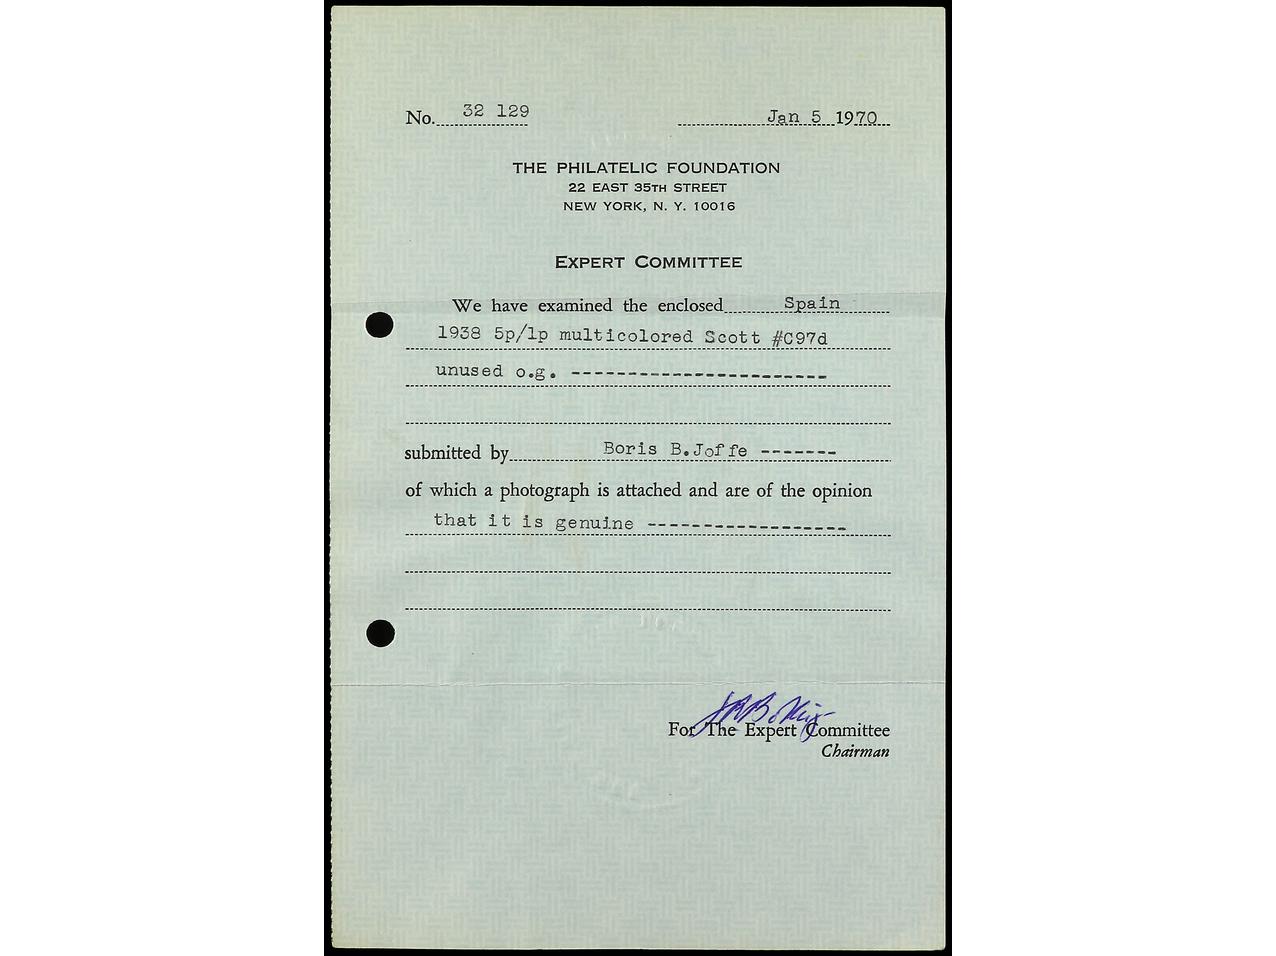 No. 32 129 Jan 5 1970
THE PHILATELIC FOUNDATION
22 EAST 35TH STREET
NEW YORK, N. Y. 10016
EXPERT COMMITTEE
We have examined the enclosed Spain
1938 5p/1p multicolored Scott #C97d
unused o.g. -----------------------
submitted by Boris B.Joffe -------
of which a photograph is attached and are of the opinion
that it is genuine ------------------
For The Expert Committee
Chairman